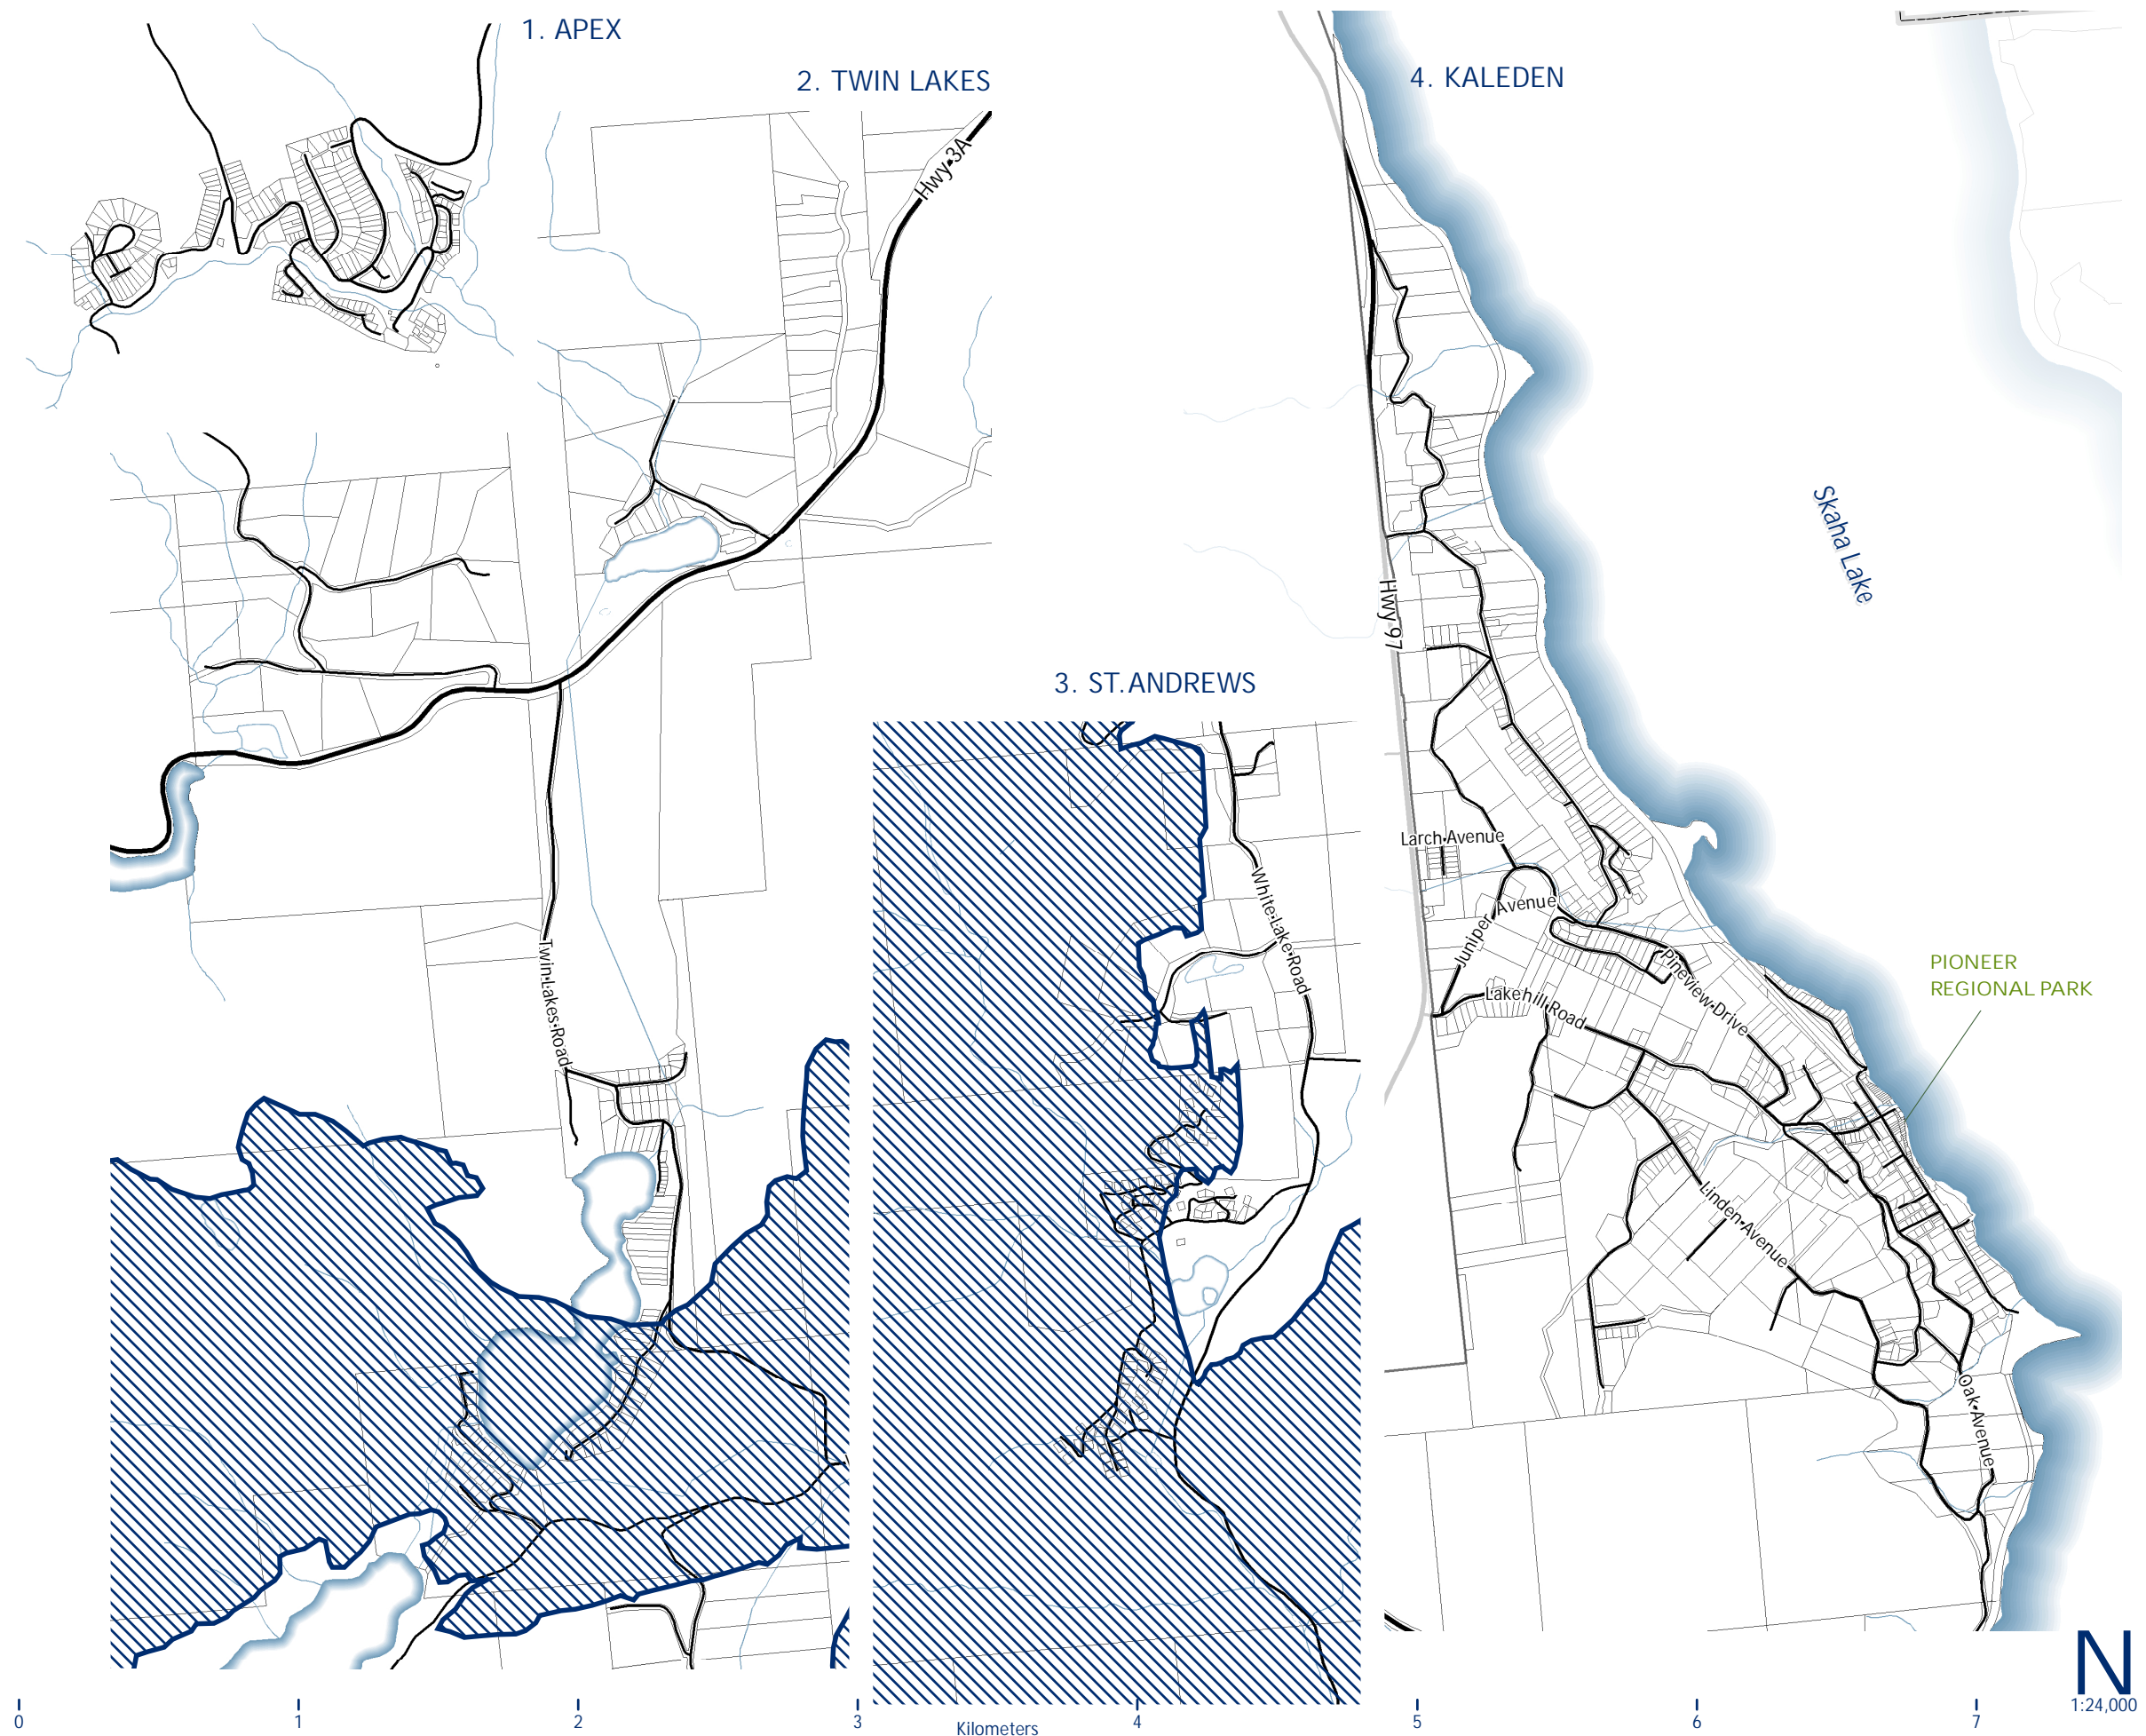 1. APEX
2. TWIN LAKES
4. KALEDEN
Hwy 3A
Skaha Lake
Hwy 97
3. ST. ANDREWS
Larch Avenue
White Lake Road
Juniper Avenue
Twin Lakes Road
Pineview Drive
PIONEER
REGIONAL PARK
Lakehill Road
Linden Avenue
Oak Avenue
N
1:24,000
0 1 2 3 4 5 6 7
Kilometers